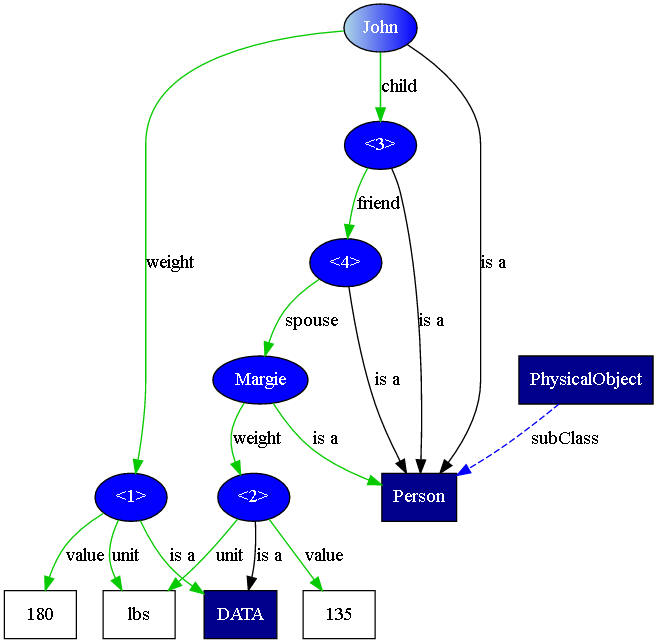 John
child
<3>
friend
weight
<4>
is a
spouse
is a
Margie
is a
PhysicalObject
weight
is a
subClass
<1>
<2>
Person
value
unit
is a
unit
is a
value
180
lbs
DATA
135